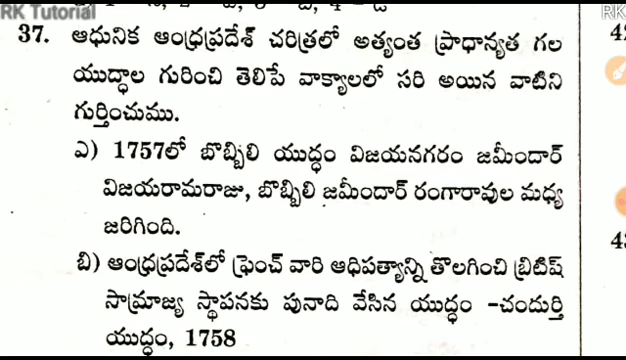 RK Tutorial
RK
37. ఆధునిక ఆంధ్రప్రదేశ్ చరిత్రలో అత్యంత ప్రాధాన్యత గల
యుద్ధాల గురించి తెలిపే వాక్యాలలో సరి అయిన వాటిని
గుర్తించుము.
ఎ) 1757లో బొబ్బిలి యుద్ధం విజయనగరం జమీందార్
విజయరామరాజు, బొబ్బిలి జమీందార్ రంగారావుల మధ్య
జరిగింది.
బి) ఆంధ్రప్రదేశ్‌లో ఫ్రెంచ్ వారి ఆధిపత్యాన్ని తొలగించి బ్రిటిష్
సామ్రాజ్య స్థాపనకు పునాది వేసిన యుద్ధం -చందుర్తి
యుద్ధం, 1758